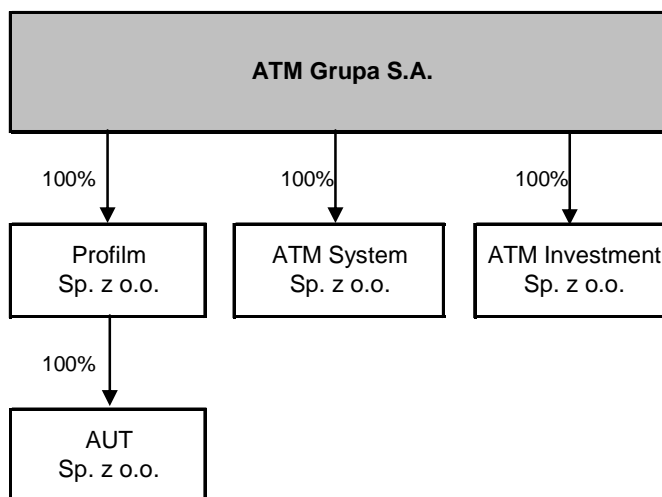 ATM Grupa S.A.
100%
100%
100%
Profilm
Sp. z o.o.
ATM System
Sp. z o.o.
ATM Investment
Sp. z o.o.
100%
AUT
Sp. z o.o.